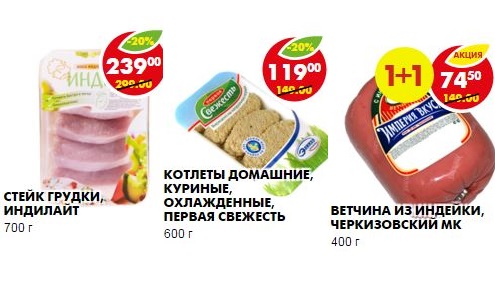 -20%
239.00
299.00
ИНДИ
СТЕЙК ГРУДКИ,
ИНДИЛАЙТ
700 г
-20%
119.00
149.00
Свежесть
КОТЛЕТЫ ДОМАШНИЕ,
КУРИНЫЕ,
ОХЛАЖДЕННЫЕ,
ПЕРВАЯ СВЕЖЕСТЬ
600 г
1+1
АКЦИЯ
74.50
149.00
Империя Вкуса
ВЕТЧИНА ИЗ ИНДЕЙКИ,
ЧЕРКИЗОВСКИЙ МК
400 г